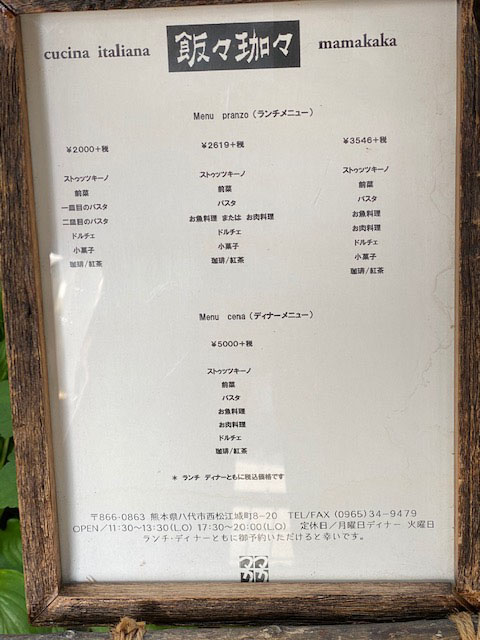 cucina italiana 飯々珈々 mamakaka
Menu pranzo（ランチメニュー）
¥2000+税
ストゥッツキーノ
前菜
一皿目のパスタ
二皿目のパスタ
ドルチェ
小菓子
珈琲/紅茶
¥2619+税
ストゥッツキーノ
前菜
パスタ
お魚料理 または お肉料理
ドルチェ
小菓子
珈琲/紅茶
¥3546+税
ストゥッツキーノ
前菜
パスタ
お魚料理
お肉料理
ドルチェ
小菓子
珈琲/紅茶
Menu cena（ディナーメニュー）
¥5000+税
ストゥッツキーノ
前菜
パスタ
お魚料理
お肉料理
ドルチェ
珈琲/紅茶
* ランチ ディナーともに税込価格です
〒866-0863 熊本県八代市西松江城町8-20 TEL/FAX (0965)34-9479
OPEN/11:30~13:30(L.O) 17:30~20:00(L.O) 定休日/月曜日ディナー 火曜日
ランチ・ディナーともに御予約いただけると幸いです。